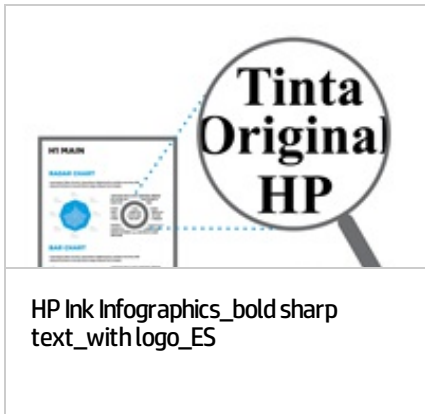 Tinta
Original
HP
H1 MAIN
RADAR CHART
BAR CHART
HP Ink Infographics_bold sharp
text_with logo_ES